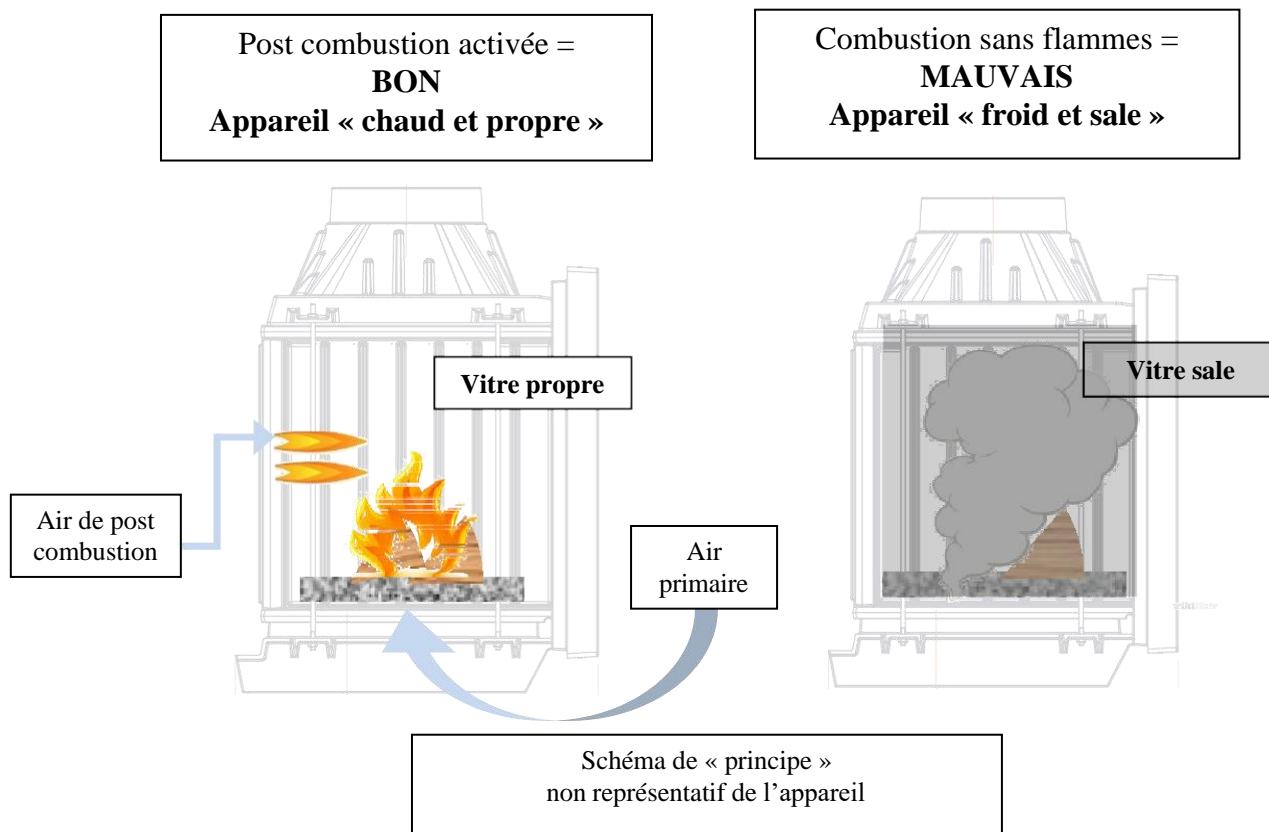 Post combustion activée =
BON
Appareil « chaud et propre »
Combustion sans flammes =
MAUVAIS
Appareil « froid et sale »
Vitre propre
Vitre sale
Air de post
combustion
Air
primaire
Schéma de « principe »
non représentatif de l’appareil